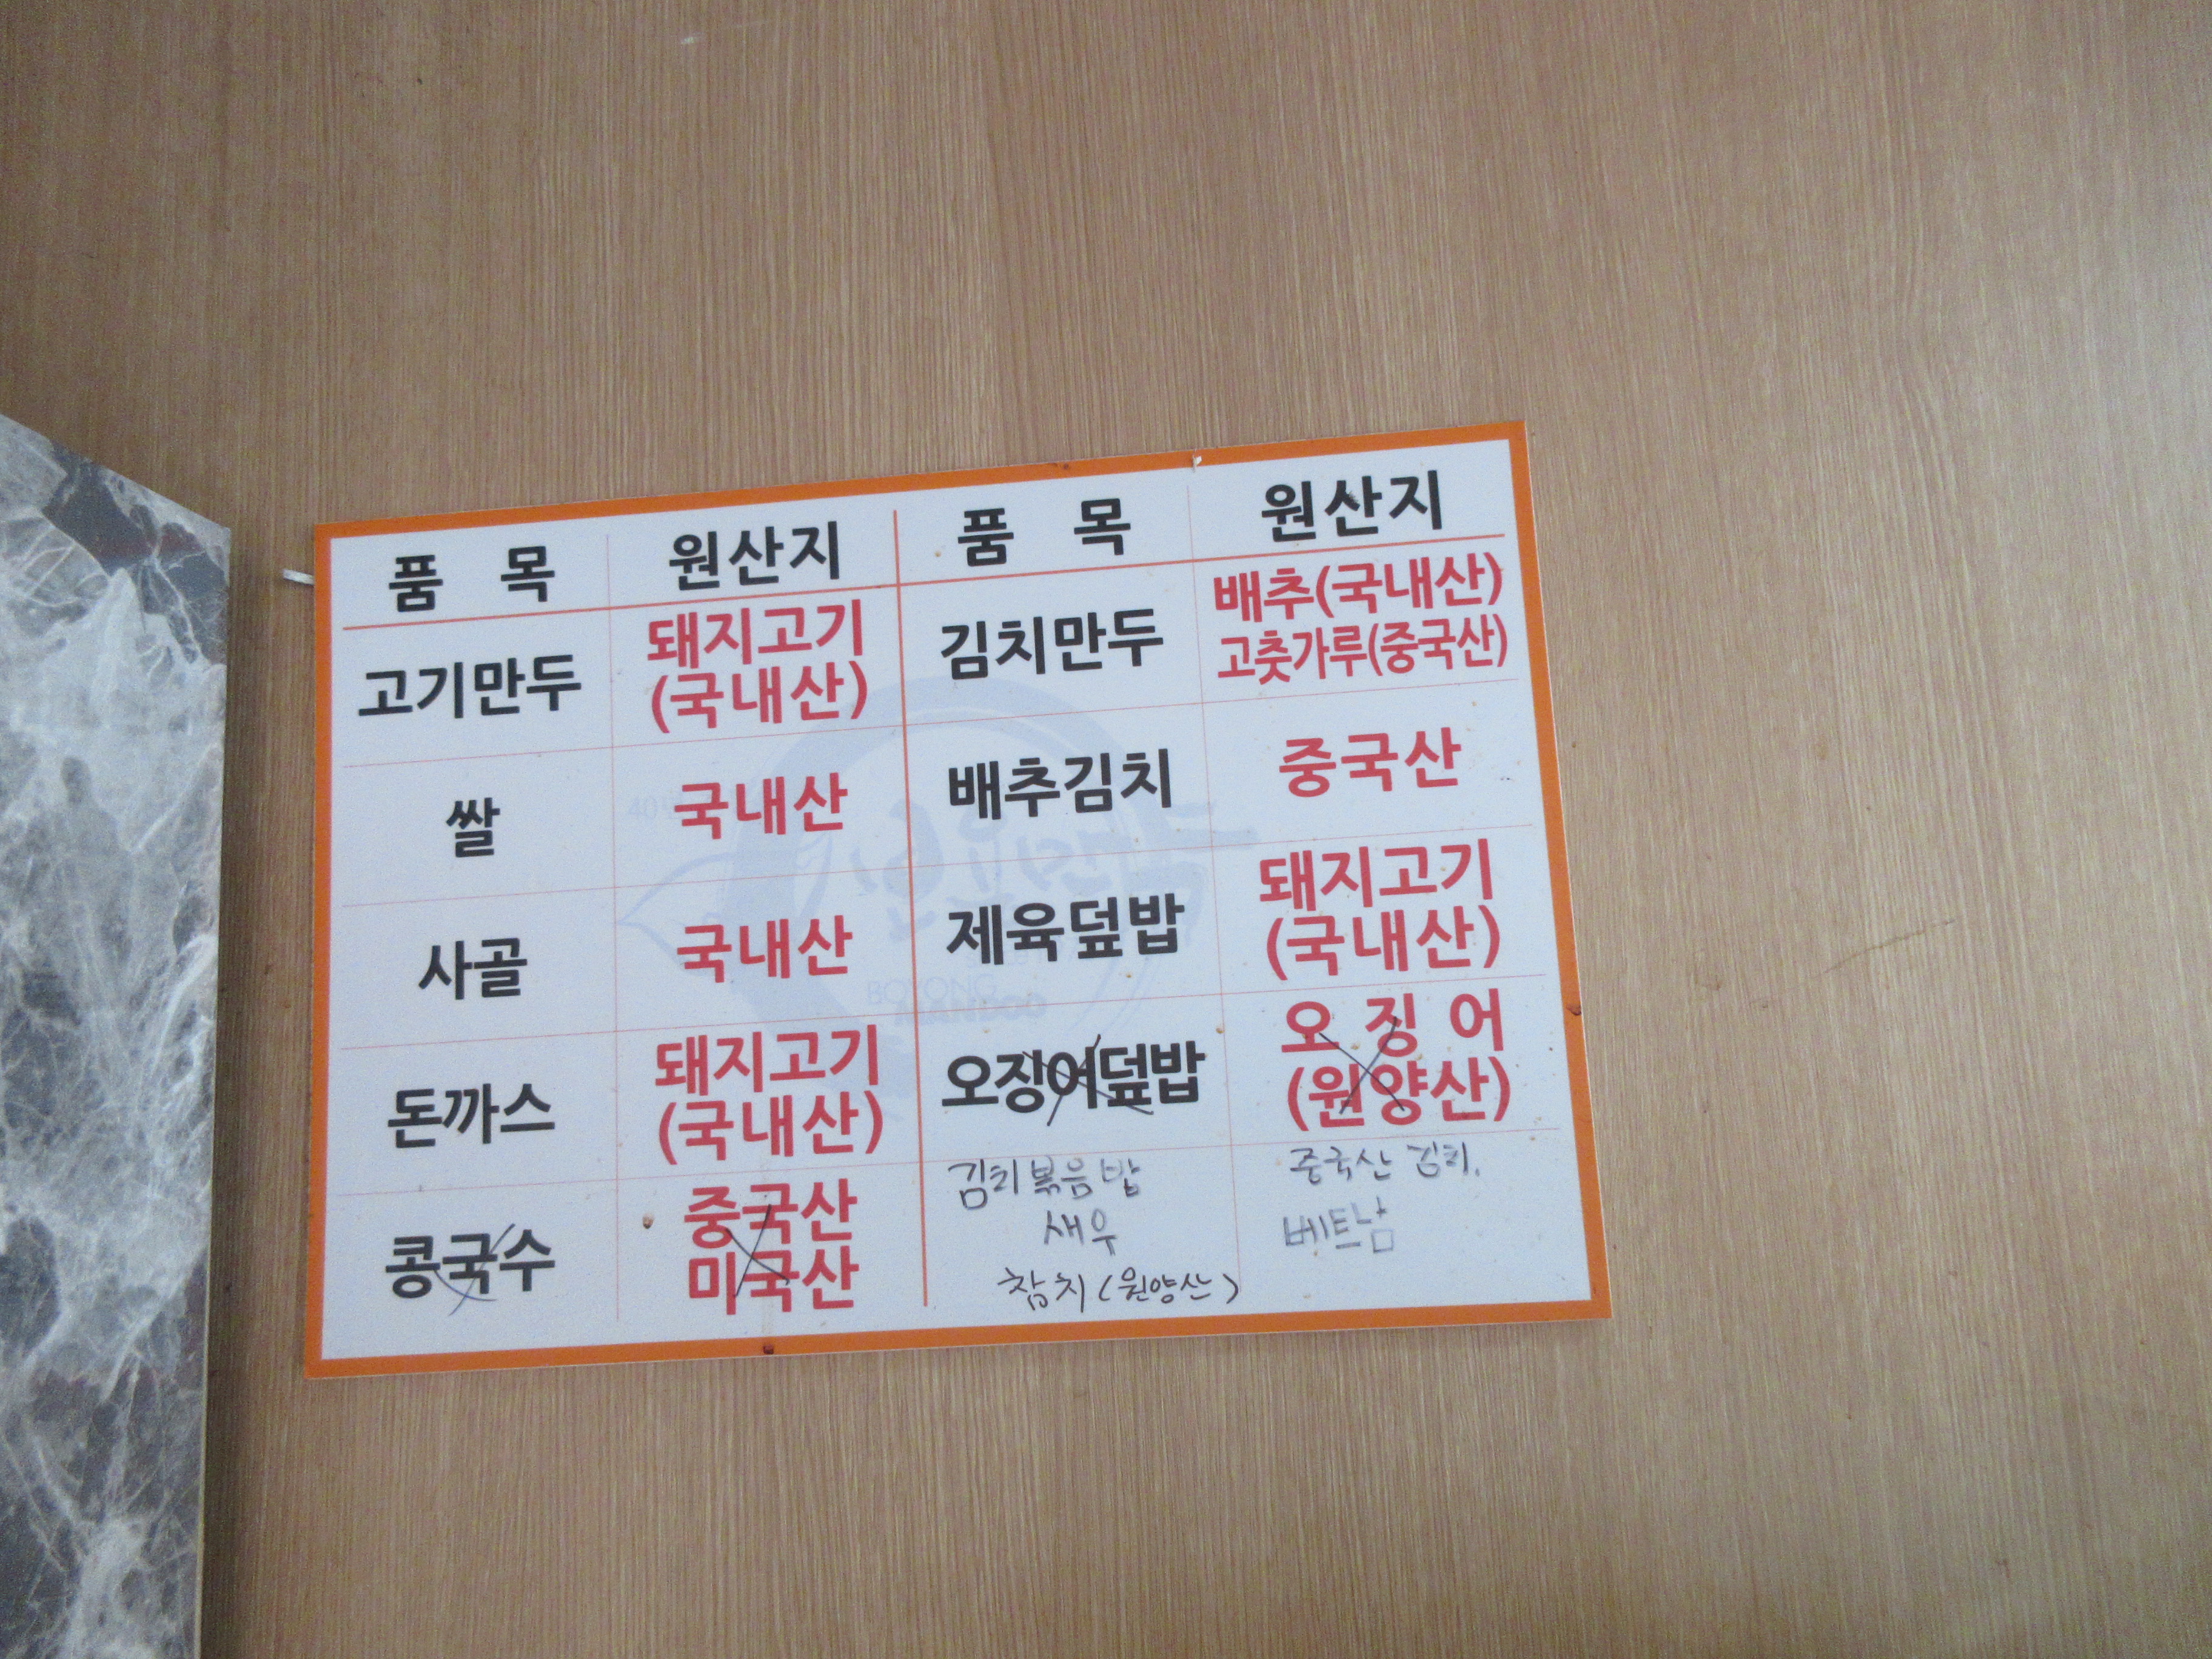 품 목 원산지 품 목 원산지
고기만두 돼지고기 (국내산) 김치만두 배추(국내산) 고춧가루(중국산)
쌀 국내산 배추김치 중국산
사골 국내산 제육덮밥 돼지고기 (국내산)
돈까스 돼지고기 (국내산) 오징어덮밥 오 징 어 (원양산)
콩국수 중국산 미국산 김치볶음밥 중국산 김치.
새우 베트남
참치 (원양산)
BOYONG
MANDOO